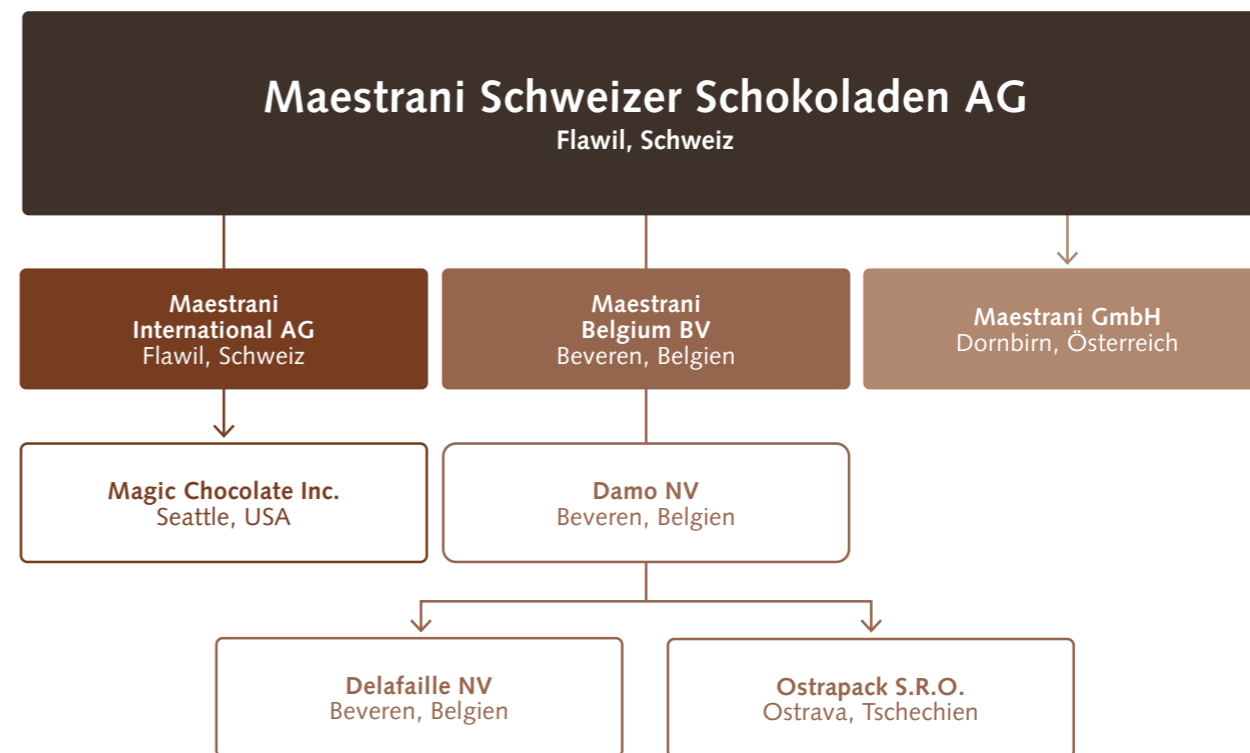 Maestrani Schweizer Schokoladen AG
Flawil, Schweiz
Maestrani
International AG
Flawil, Schweiz
Maestrani
Belgium BV
Beveren, Belgien
Maestrani GmbH
Dornbirn, Österreich
Magic Chocolate Inc.
Seattle, USA
Damo NV
Beveren, Belgien
Delafaille NV
Beveren, Belgien
Ostrapack S.R.O.
Ostrava, Tschechien